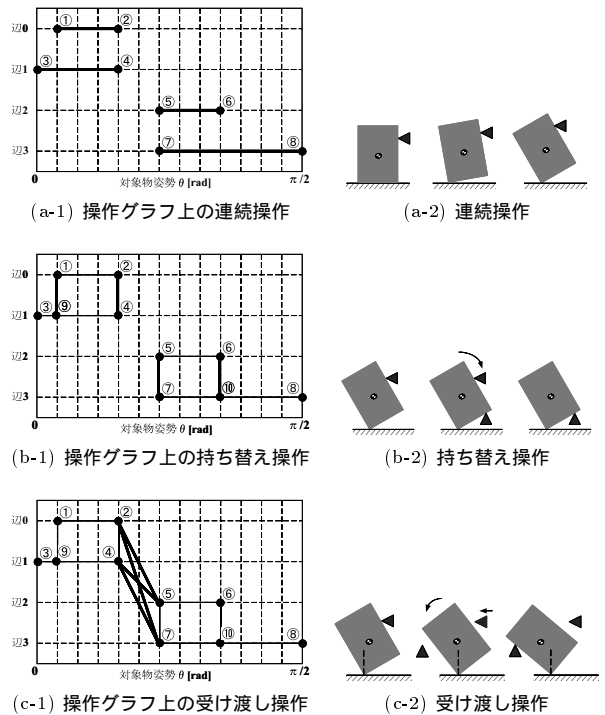 辺0 ① ②
辺1 ③ ④
辺2 ⑤ ⑥
辺3 ⑦ ⑧
0 対象物姿勢 θ [rad] π/2
(a-1) 操作グラフ上の連続操作
(a-2) 連続操作
辺0 ① ②
辺1 ③ ⑨ ④
辺2 ⑤ ⑥
辺3 ⑦ ⑩ ⑧
0 対象物姿勢 θ [rad] π/2
(b-1) 操作グラフ上の持ち替え操作
(b-2) 持ち替え操作
辺0 ① ②
辺1 ③ ⑨ ④
辺2 ⑤ ⑥
辺3 ⑦ ⑩ ⑧
0 対象物姿勢 θ [rad] π/2
(c-1) 操作グラフ上の受け渡し操作
(c-2) 受け渡し操作